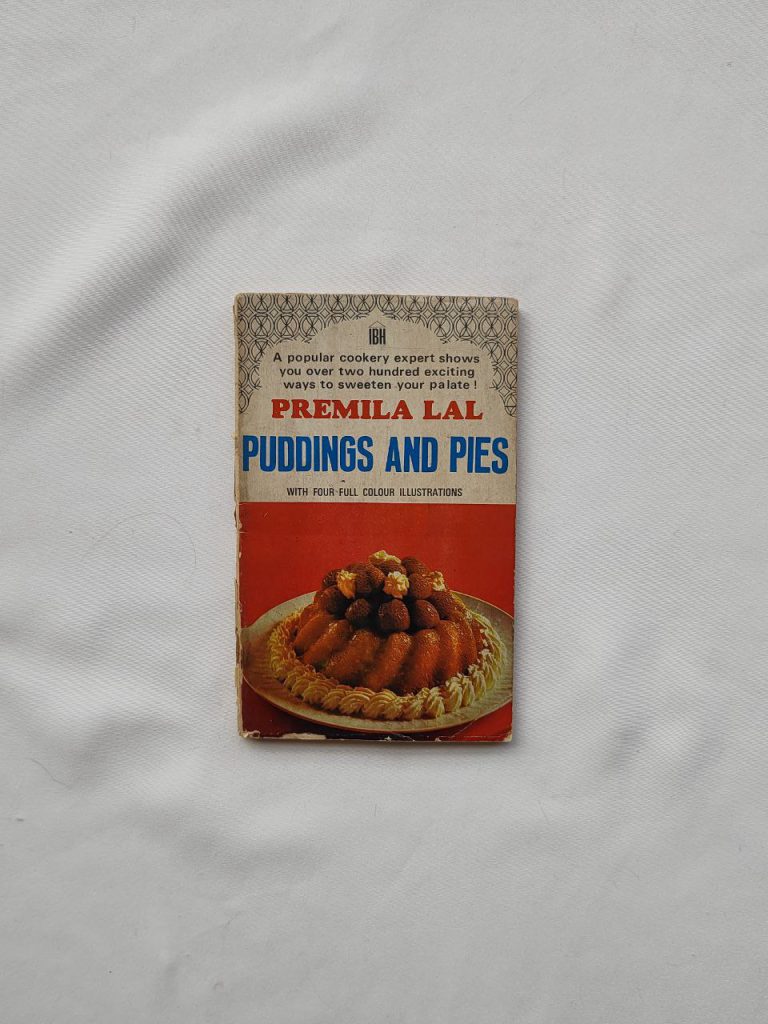 IBH
A popular cookery expert shows
you over two hundred exciting
ways to sweeten your palate !
PREMILA LAL
PUDDINGS AND PIES
WITH FOUR FULL COLOUR ILLUSTRATIONS